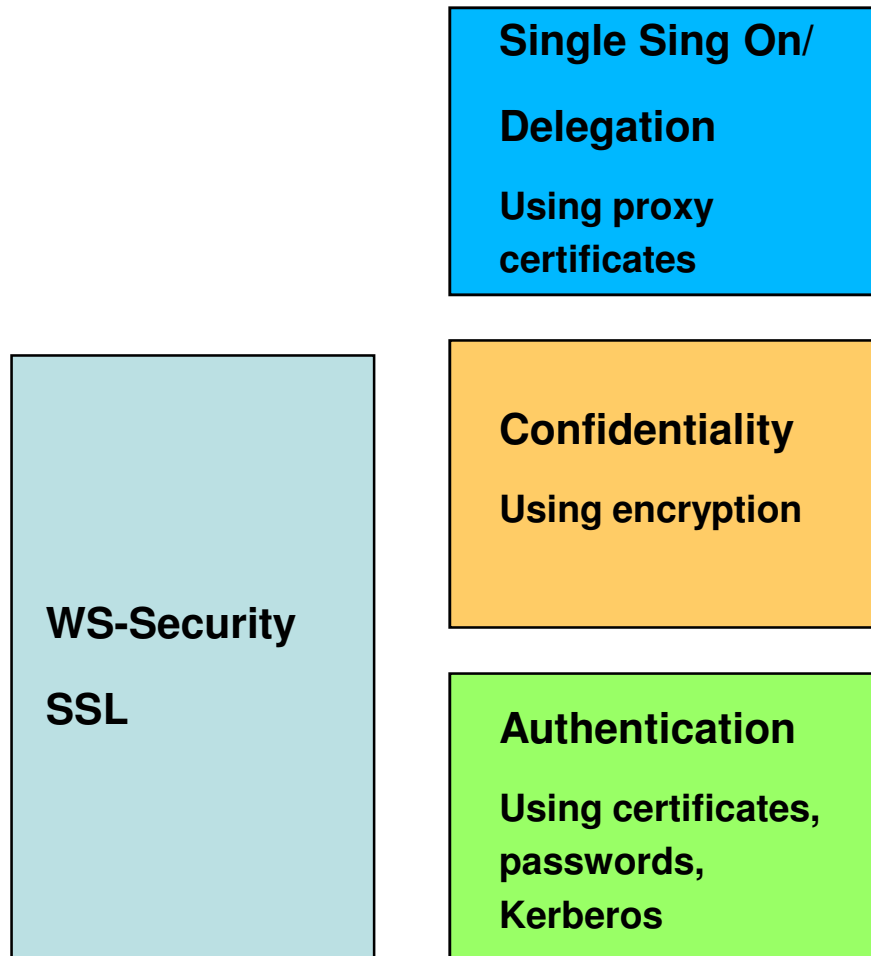 Single Sing On/
Delegation
Using proxy
certificates
Confidentiality
Using encryption
WS-Security
SSL
Authentication
Using certificates,
passwords,
Kerberos